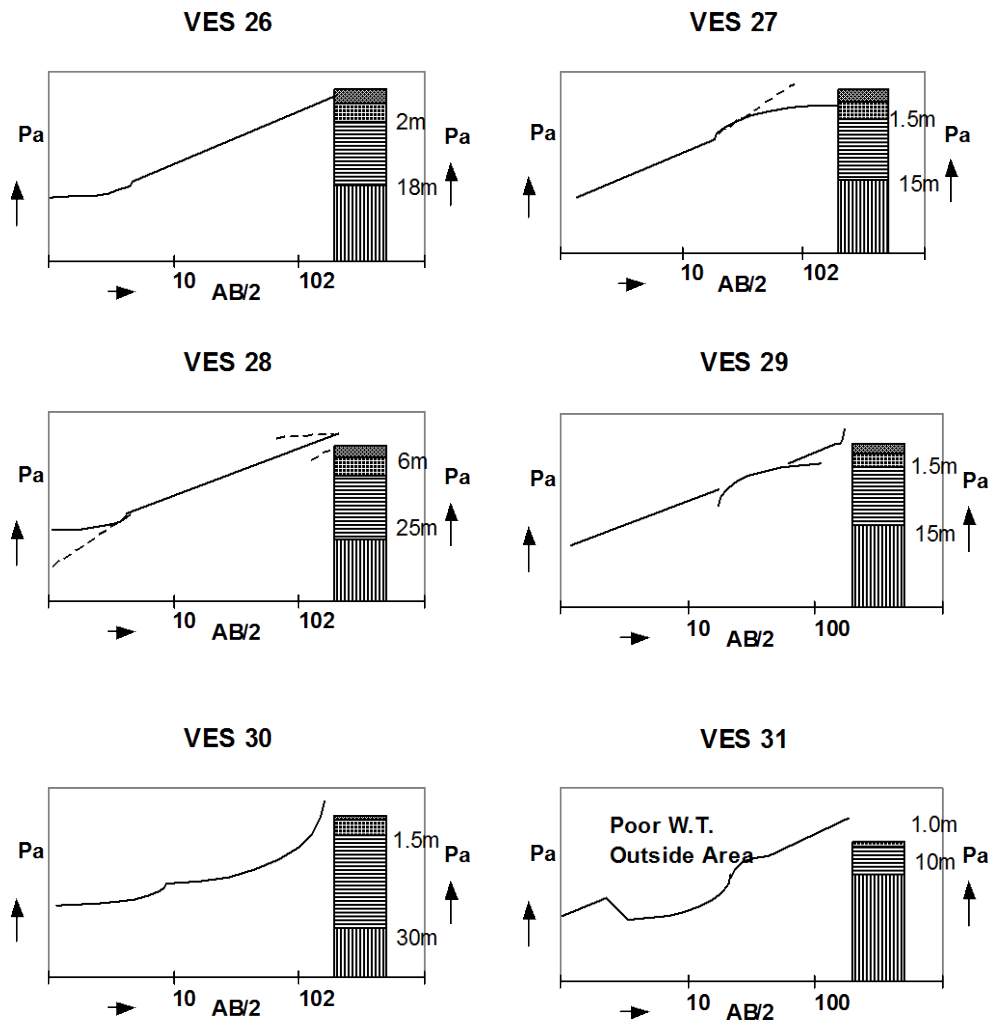 VES 26
VES 27
Pa
2m
18m
Pa
10
102
AB/2
Pa
1.5m
15m
Pa
10
102
AB/2
VES 28
VES 29
Pa
6m
25m
Pa
10
102
AB/2
Pa
1.5m
15m
Pa
10
100
AB/2
VES 30
VES 31
Pa
1.5m
30m
Pa
10
102
AB/2
Pa
Poor W.T.
Outside Area
1.0m
10m
Pa
10
100
AB/2